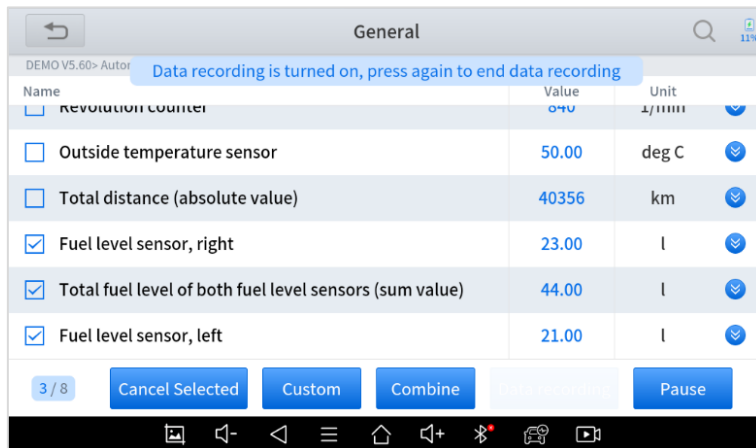 General
11%
DEMO V5.60> Autor
Data recording is turned on, press again to end data recording
Name Value Unit
Revolution counter 840 1/min
Outside temperature sensor 50.00 deg C
Total distance (absolute value) 40356 km
Fuel level sensor, right 23.00 l
Total fuel level of both fuel level sensors (sum value) 44.00 l
Fuel level sensor, left 21.00 l
3 / 8 Cancel Selected Custom Combine Data recording Pause